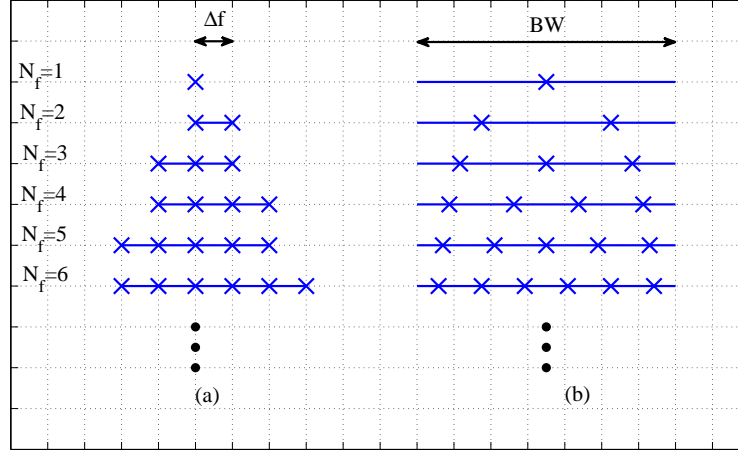 Δf
BW
N_f=1
N_f=2
N_f=3
N_f=4
N_f=5
N_f=6
(a)
(b)